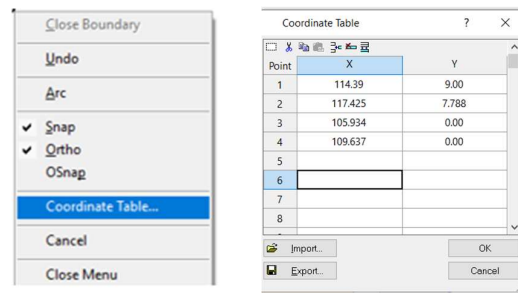 Close Boundary
Undo
Arc
Snap
Ortho
OSnap
Coordinate Table...
Cancel
Close Menu
Coordinate Table ? ×
Point X Y
1 114.39 9.00
2 117.425 7.788
3 105.934 0.00
4 109.637 0.00
5
6
7
8
Import... OK
Export... Cancel